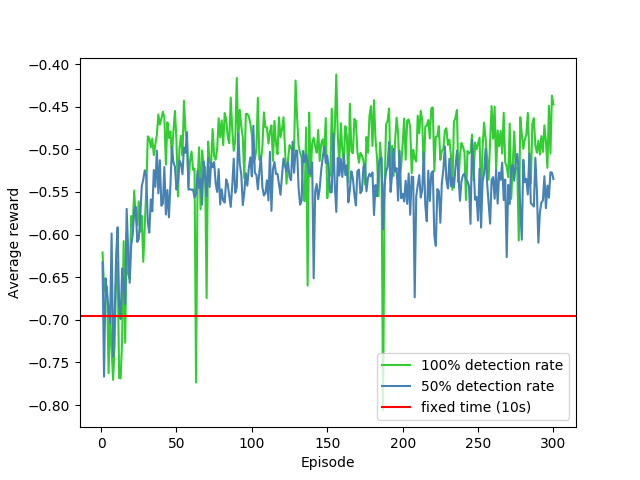 −0.40
−0.45
−0.50
−0.55
−0.60
−0.65
−0.70
−0.75
−0.80
Average reward
100% detection rate
50% detection rate
fixed time (10s)
0 50 100 150 200 250 300
Episode